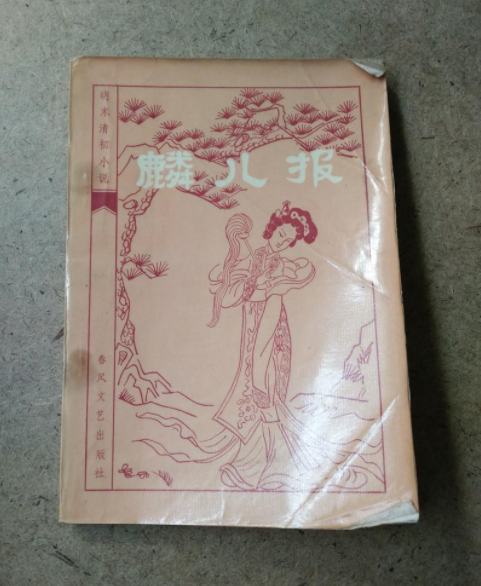 明末清初小说
麟儿报
春风文艺出版社